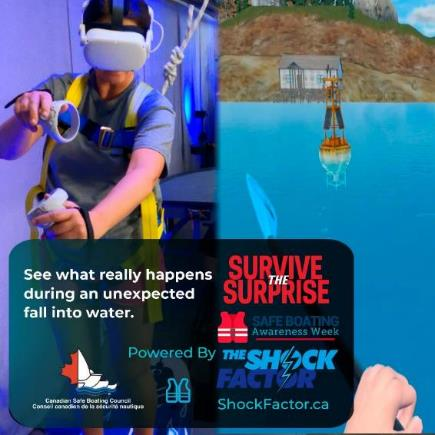 See what really happens
during an unexpected
fall into water.
SURVIVE
THE
SURPRISE
SAFE BOATING
Awareness Week
Powered By THE SHOCK
FACTOR
Canadian Safe Boating Council
Conseil canadien de la sécurité nautique
ShockFactor.ca